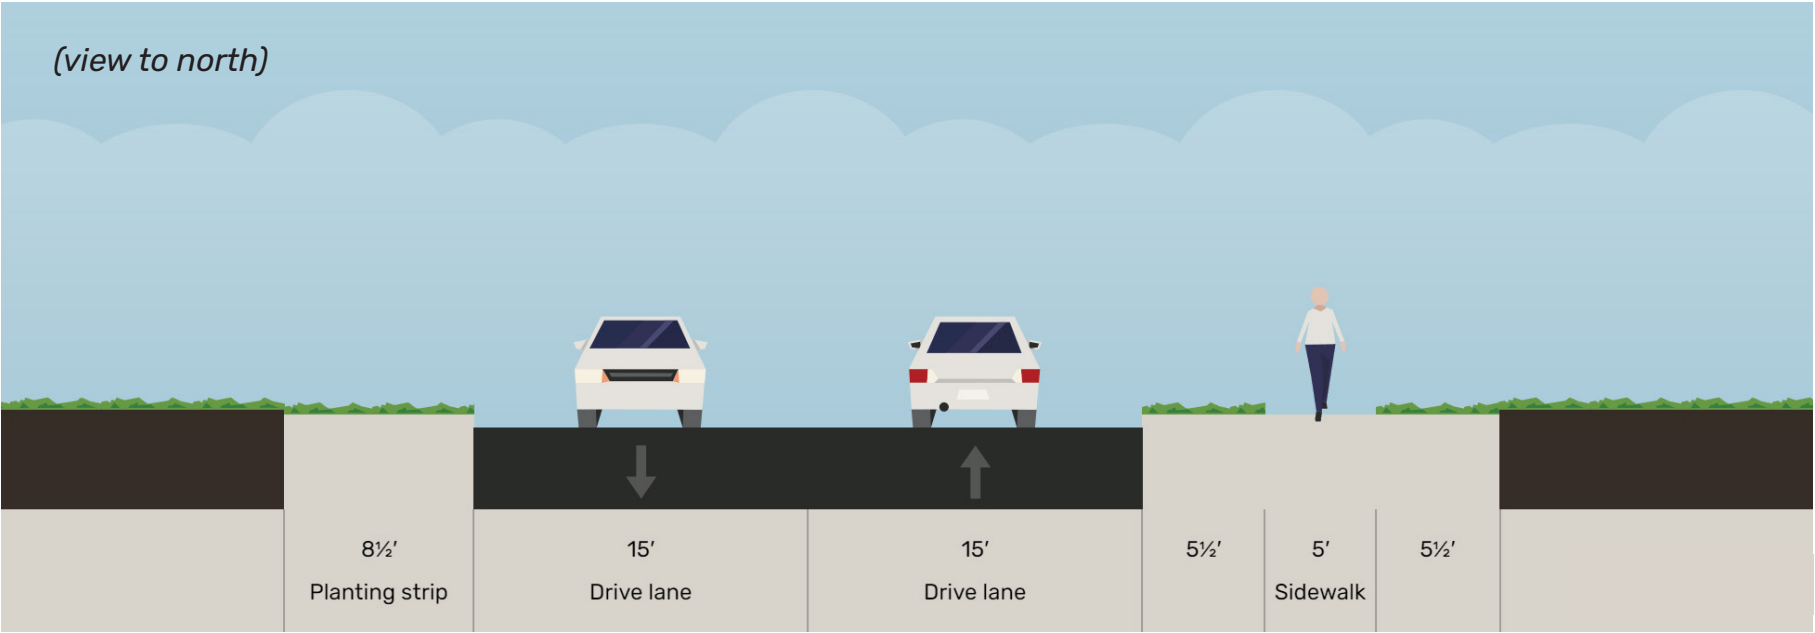 (view to north)
8½′ 15′ 15′ 5½′ 5′ 5½′
Planting strip Drive lane Drive lane Sidewalk